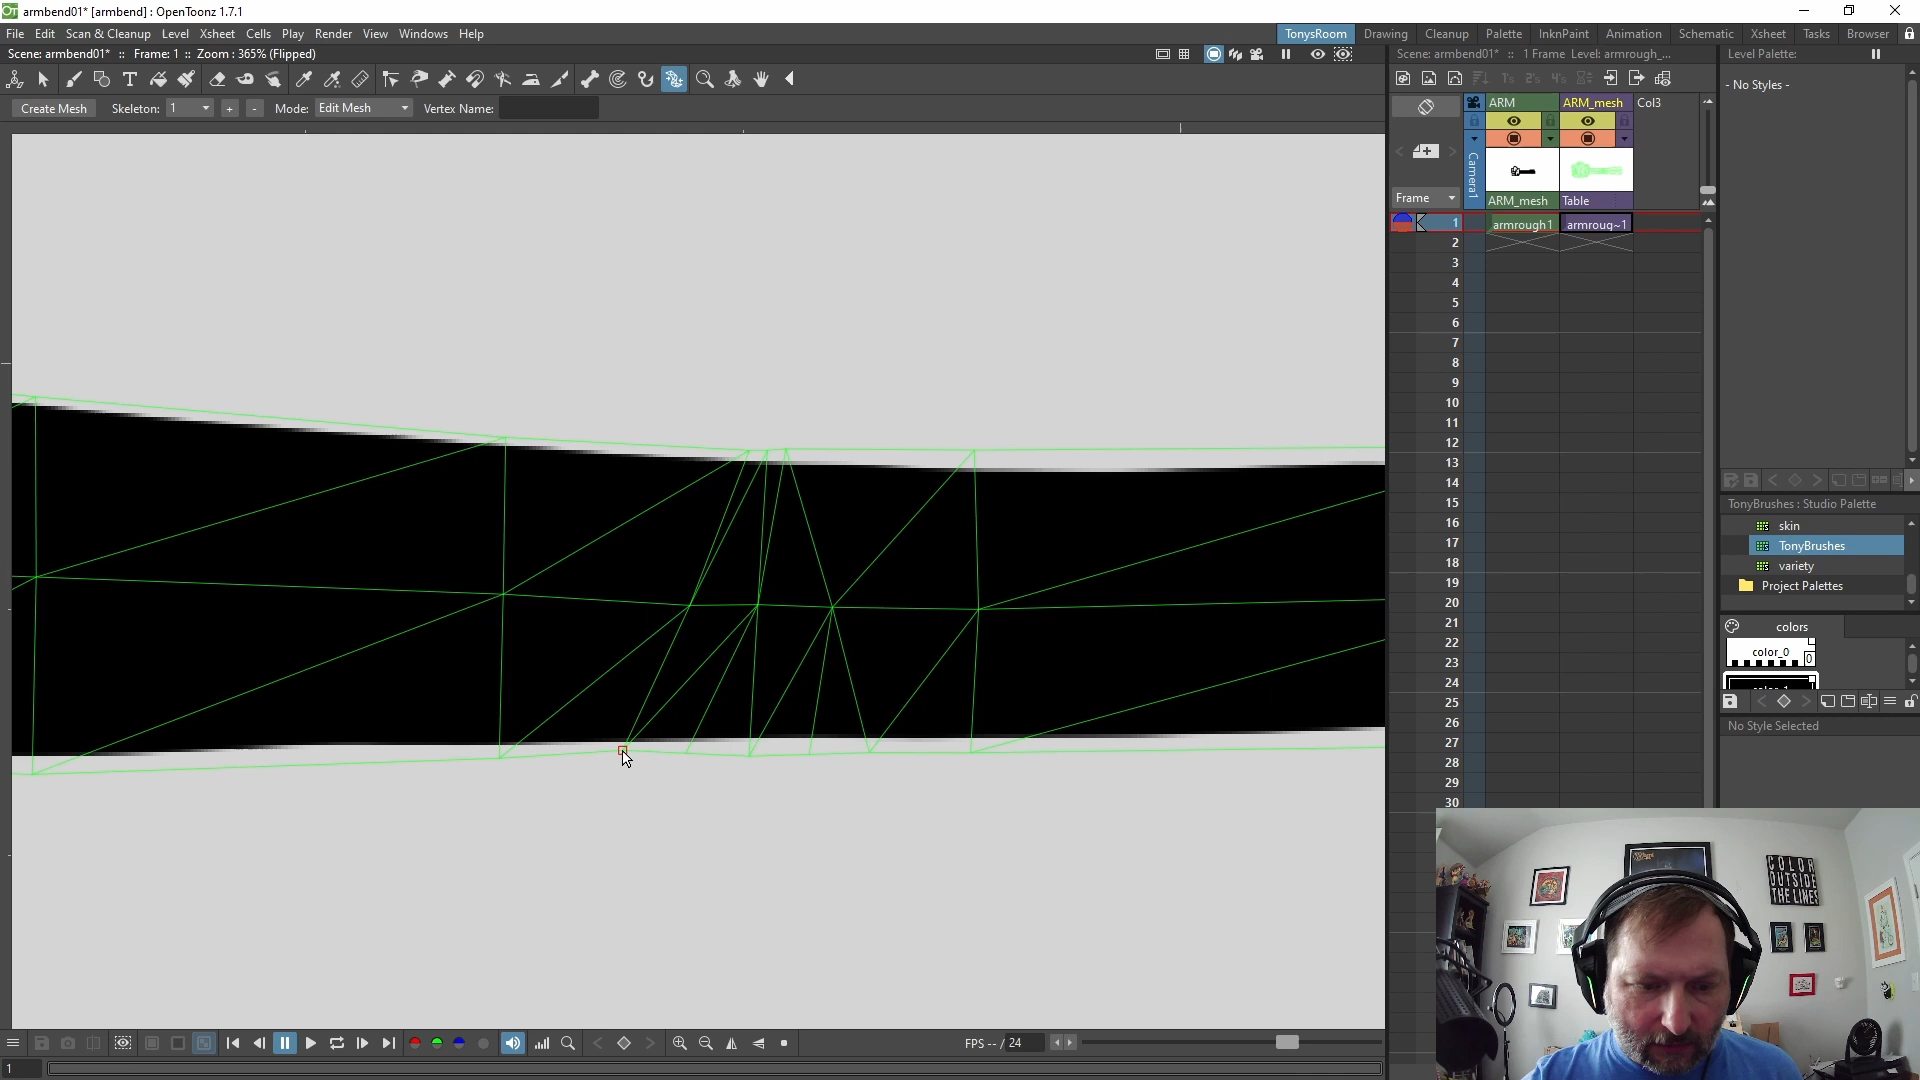 armbend01* [armbend] : OpenToonz 1.7.1
File Edit Scan & Cleanup Level Xsheet Cells Play Render View Windows Help
TonysRoom Drawing Cleanup Palette InknPaint Animation Schematic Xsheet Tasks Browser
Scene: armbend01* :: Frame: 1 :: Zoom : 365% (Flipped)
Scene: armbend01* :: 1 Frame Level: armrough_...
Level Palette:
- No Styles -
Create Mesh Skeleton: 1 + - Mode: Edit Mesh Vertex Name:
ARM ARM_mesh Col3
Camera1
Frame
ARM_mesh Table
1 armrough1 armroug~1
2
3
4
5
6
7
8
9
10
11
12
13
14
15
16
17
18
19
20
21
22
23
24
25
26
27
28
29
30
TonyBrushes : Studio Palette
skin
TonyBrushes
variety
Project Palettes
colors
color_0
0
No Style Selected
COLOR
OUTSIDE
THE LINES
FPS -- / 24
1